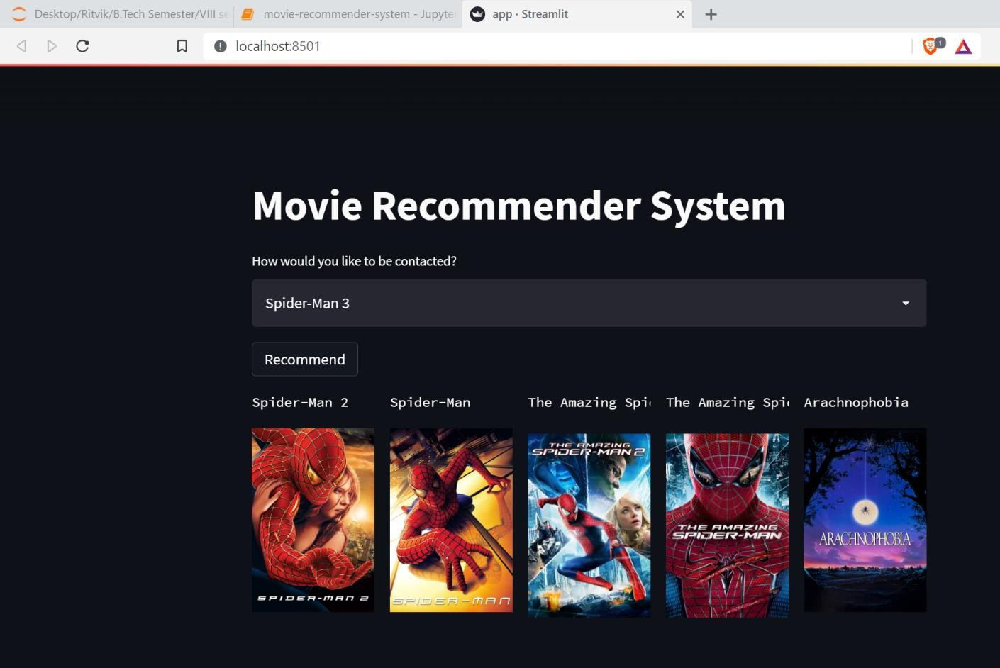 Desktop/Ritvik/B.Tech Semester/VIII se
movie-recommender-system - Jupyter
app · Streamlit
localhost:8501
1
Movie Recommender System
How would you like to be contacted?
Spider-Man 3
Recommend
Spider-Man 2
Spider-Man
The Amazing Spi
The Amazing Spi
Arachnophobia
SPIDER-MAN 2
SPIDER-MAN
THE AMAZING
SPIDER-MAN 2
THE AMAZING
SPIDER-MAN
ARACHNOPHOBIA